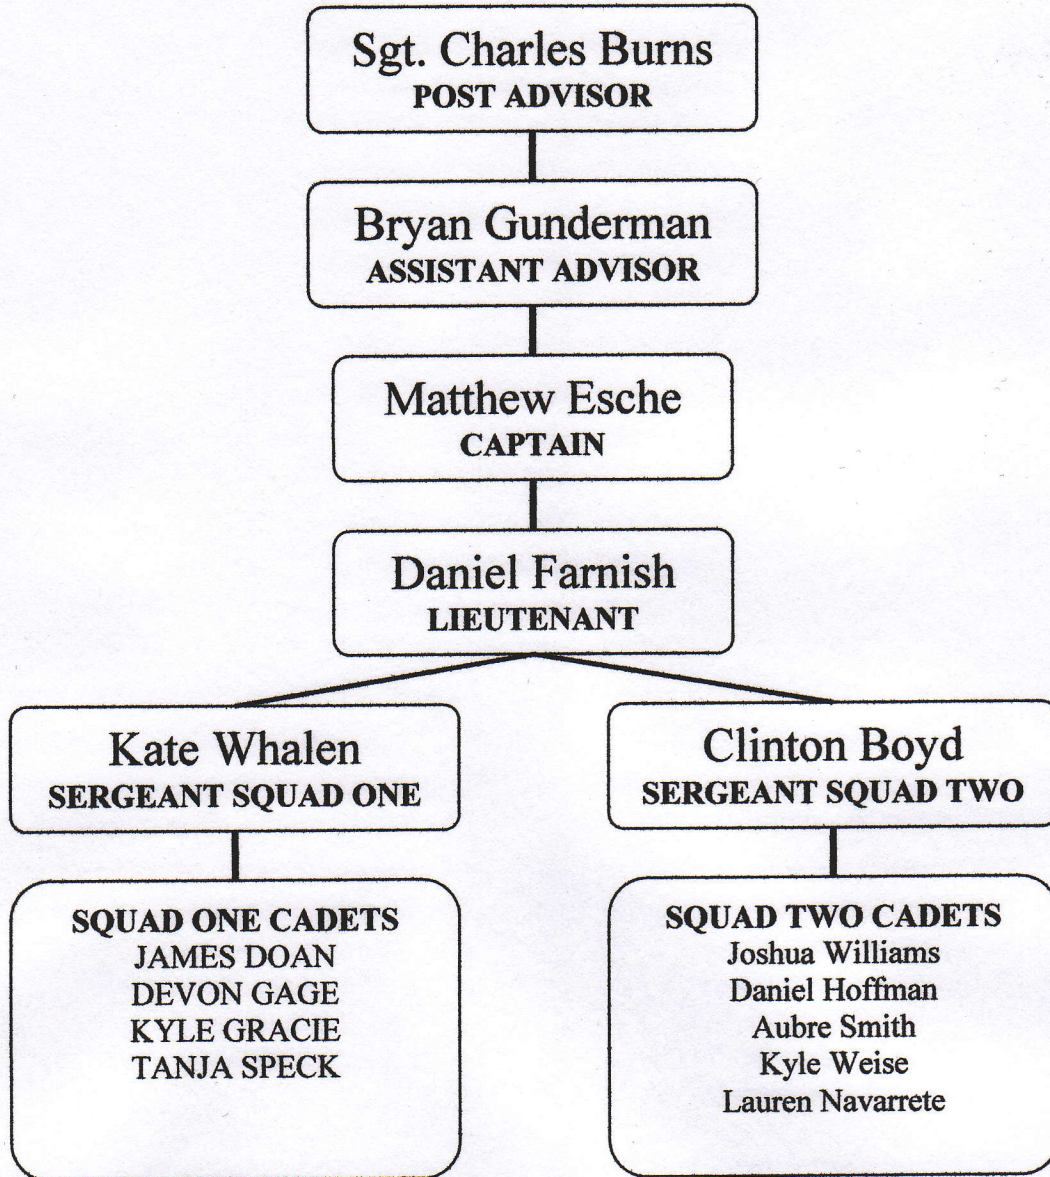 Sgt. Charles Burns
POST ADVISOR
Bryan Gunderman
ASSISTANT ADVISOR
Matthew Esche
CAPTAIN
Daniel Farnish
LIEUTENANT
Kate Whalen
SERGEANT SQUAD ONE
Clinton Boyd
SERGEANT SQUAD TWO
SQUAD ONE CADETS
JAMES DOAN
DEVON GAGE
KYLE GRACIE
TANJA SPECK
SQUAD TWO CADETS
Joshua Williams
Daniel Hoffman
Aubre Smith
Kyle Weise
Lauren Navarrete